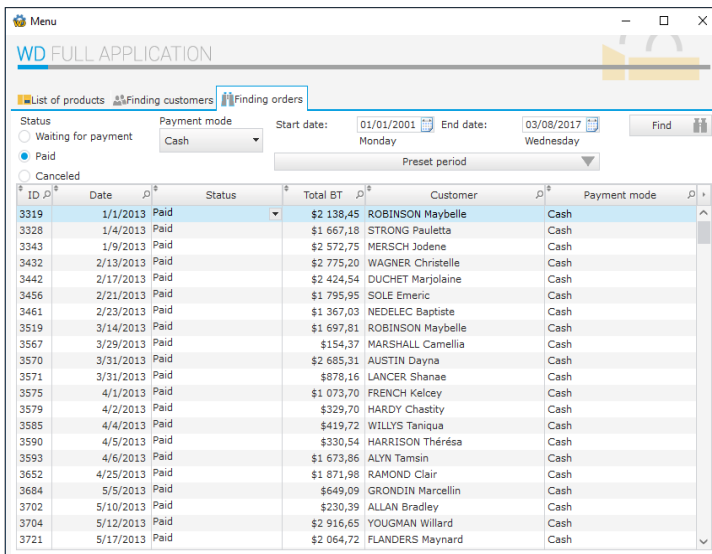 Menu
WD FULL APPLICATION
List of products Finding customers Finding orders
Status Payment mode Start date: 01/01/2001 End date: 03/08/2017 Find
Waiting for payment Cash Monday Wednesday
Paid Preset period
Canceled
ID Date Status Total BT Customer Payment mode
3319 1/1/2013 Paid $2 138,45 ROBINSON Maybelle Cash
3328 1/4/2013 Paid $1 667,18 STRONG Pauletta Cash
3343 1/9/2013 Paid $2 572,75 MERSCH Jodene Cash
3432 2/13/2013 Paid $2 775,20 WAGNER Christelle Cash
3442 2/17/2013 Paid $2 424,54 DUCHET Marjolaine Cash
3456 2/21/2013 Paid $1 795,95 SOLE Emeric Cash
3461 2/23/2013 Paid $1 367,03 NEDELEC Baptiste Cash
3519 3/14/2013 Paid $1 697,81 ROBINSON Maybelle Cash
3567 3/29/2013 Paid $154,37 MARSHALL Camellia Cash
3570 3/31/2013 Paid $2 685,31 AUSTIN Dayna Cash
3571 3/31/2013 Paid $878,16 LANCER Shanae Cash
3575 4/1/2013 Paid $1 073,70 FRENCH Kelcey Cash
3579 4/2/2013 Paid $329,70 HARDY Chastity Cash
3585 4/4/2013 Paid $419,72 WILLYS Taniqua Cash
3590 4/5/2013 Paid $330,54 HARRISON Thérésa Cash
3593 4/6/2013 Paid $1 673,86 ALYN Tamsin Cash
3652 4/25/2013 Paid $1 871,98 RAMOND Clair Cash
3684 5/5/2013 Paid $649,09 GRONDIN Marcellin Cash
3702 5/10/2013 Paid $230,39 ALLAN Bradley Cash
3704 5/12/2013 Paid $2 916,65 YOUGMAN Willard Cash
3721 5/17/2013 Paid $2 064,72 FLANDERS Maynard Cash